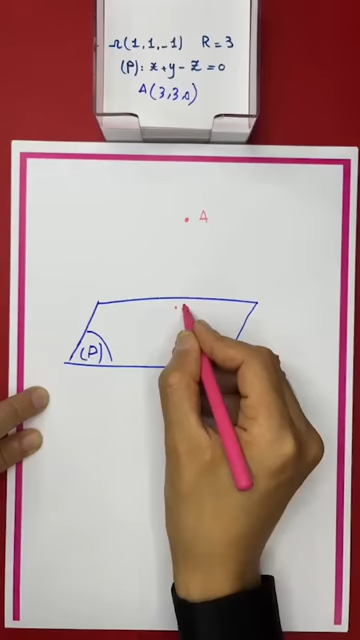 Ω(1,1,-1) R=3
(P): x+y-z=0
A(3,3,1)
A
(P)